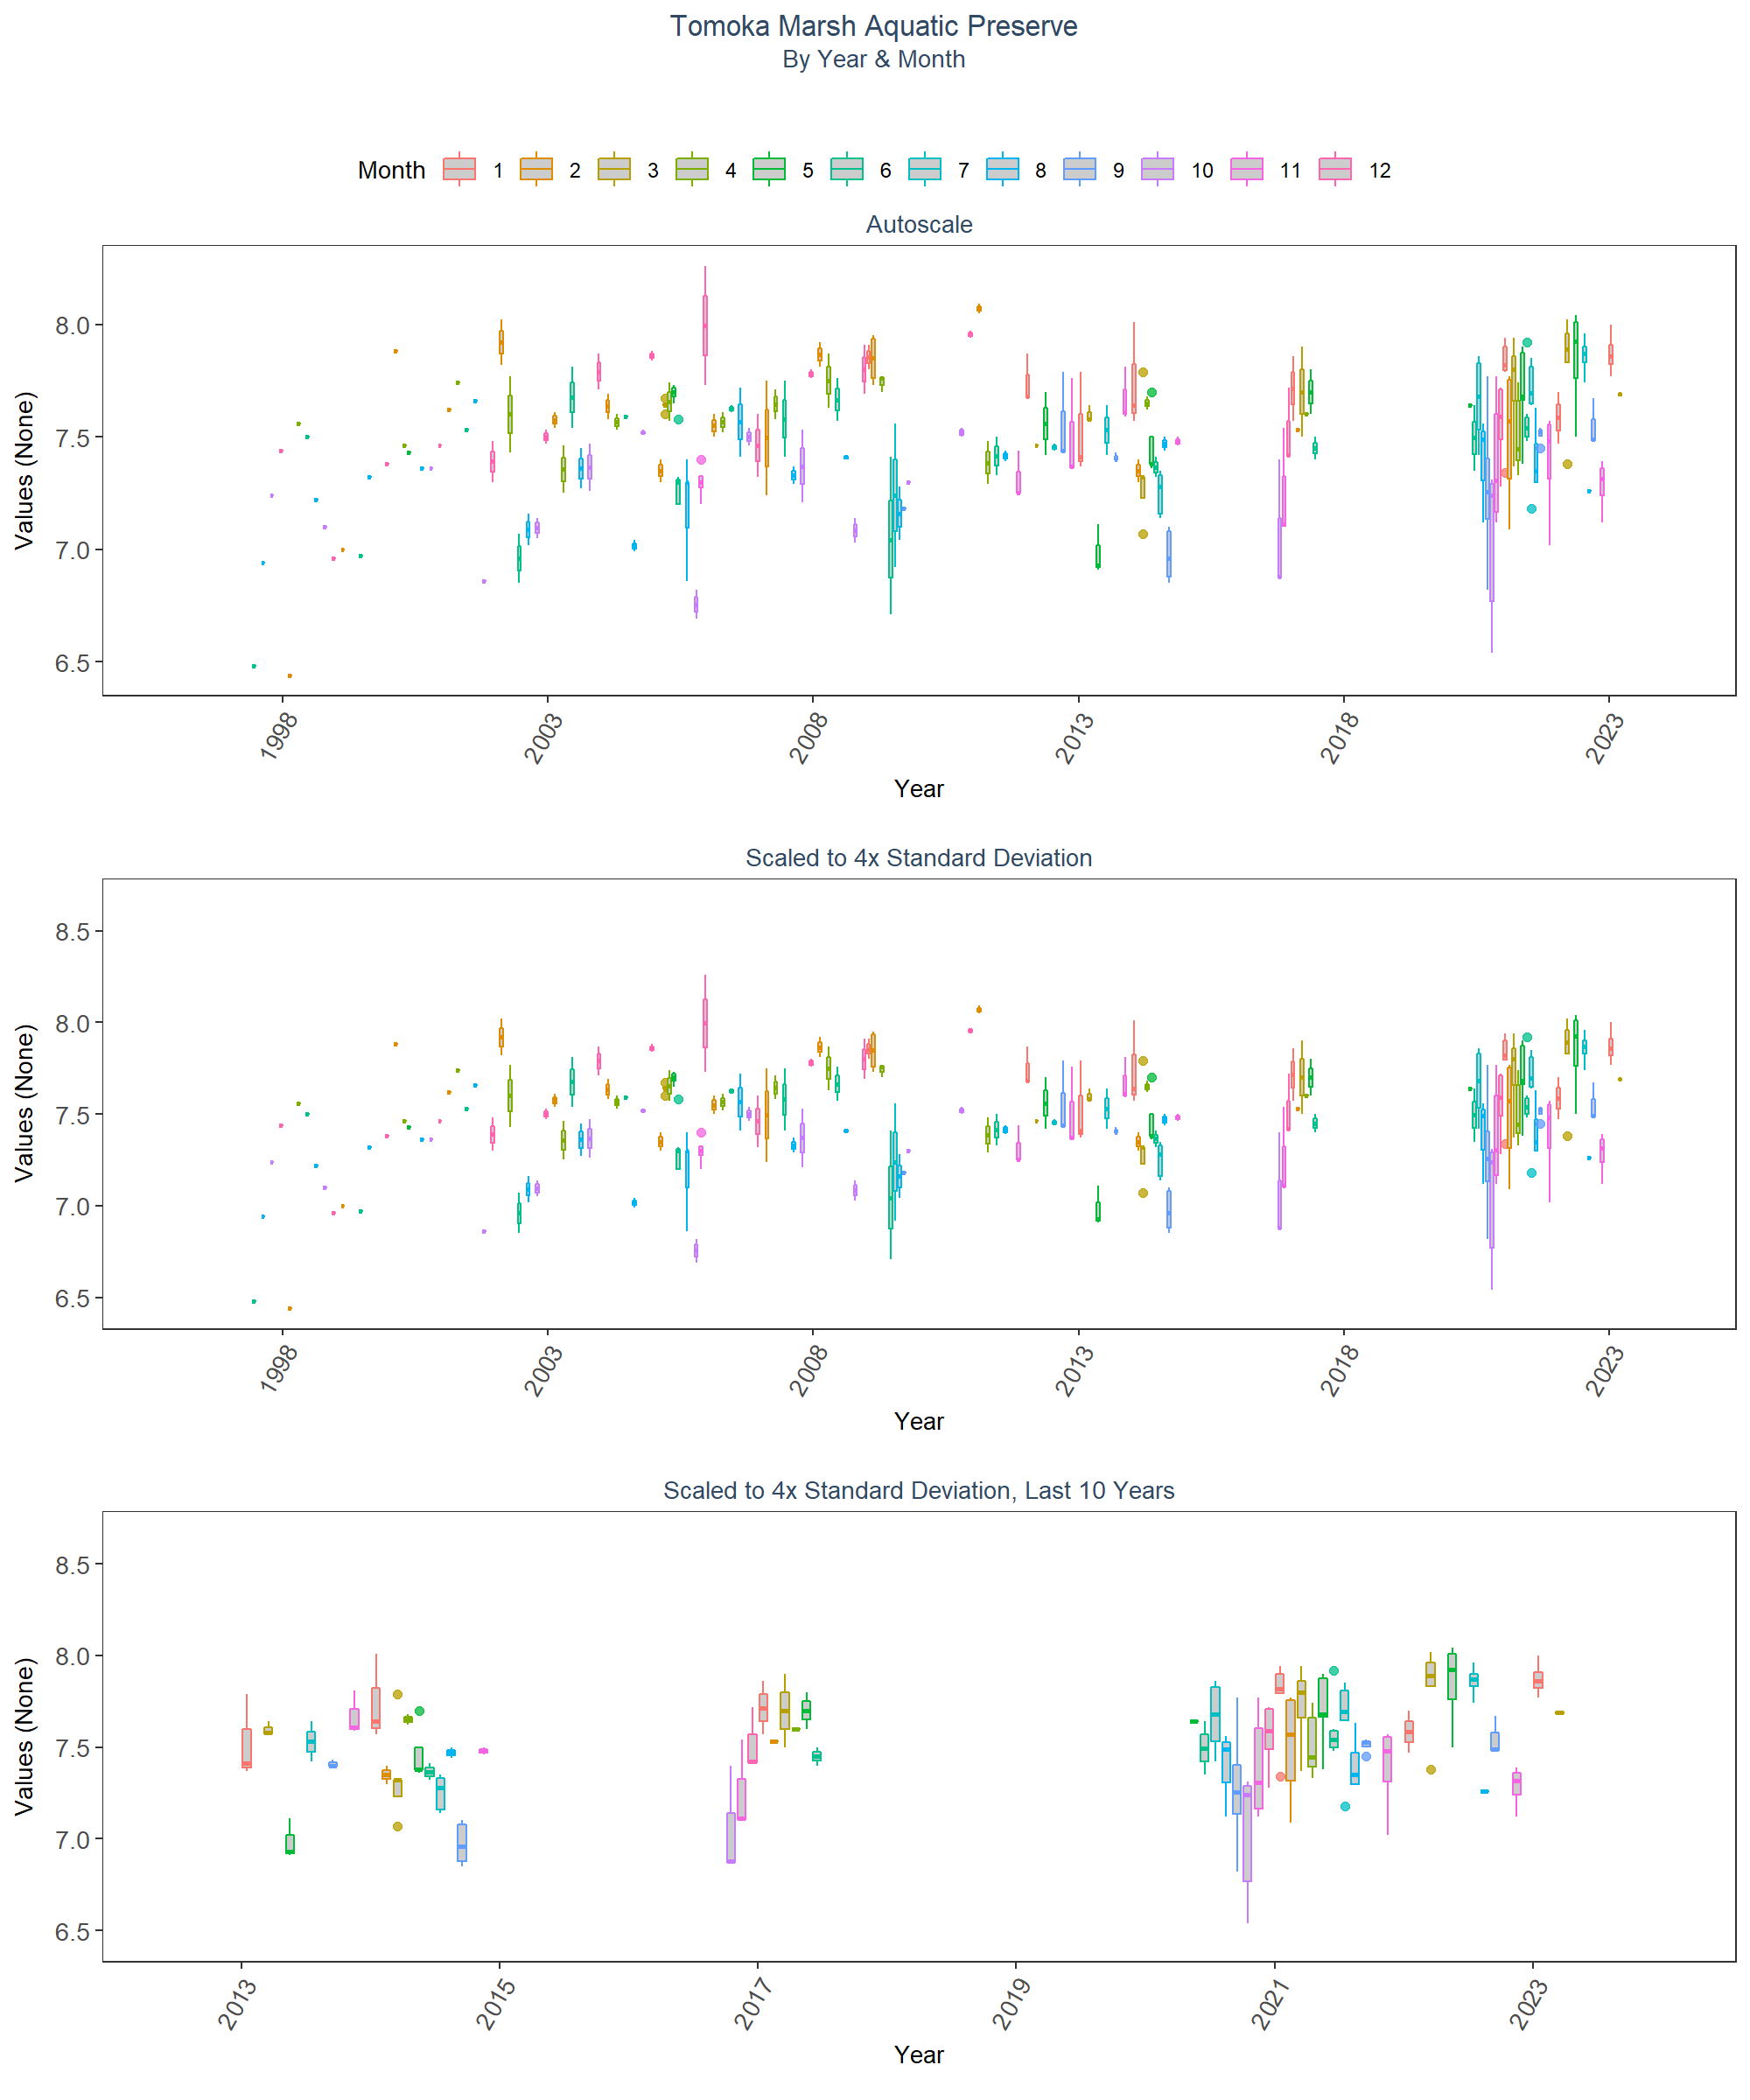 Tomoka Marsh Aquatic Preserve
By Year & Month
Month 1 2 3 4 5 6 7 8 9 10 11 12
Autoscale
Values (None)
8.0
7.5
7.0
6.5
1998 2003 2008 2013 2018 2023
Year
Scaled to 4x Standard Deviation
Values (None)
8.5
8.0
7.5
7.0
6.5
1998 2003 2008 2013 2018 2023
Year
Scaled to 4x Standard Deviation, Last 10 Years
Values (None)
8.5
8.0
7.5
7.0
6.5
2013 2015 2017 2019 2021 2023
Year